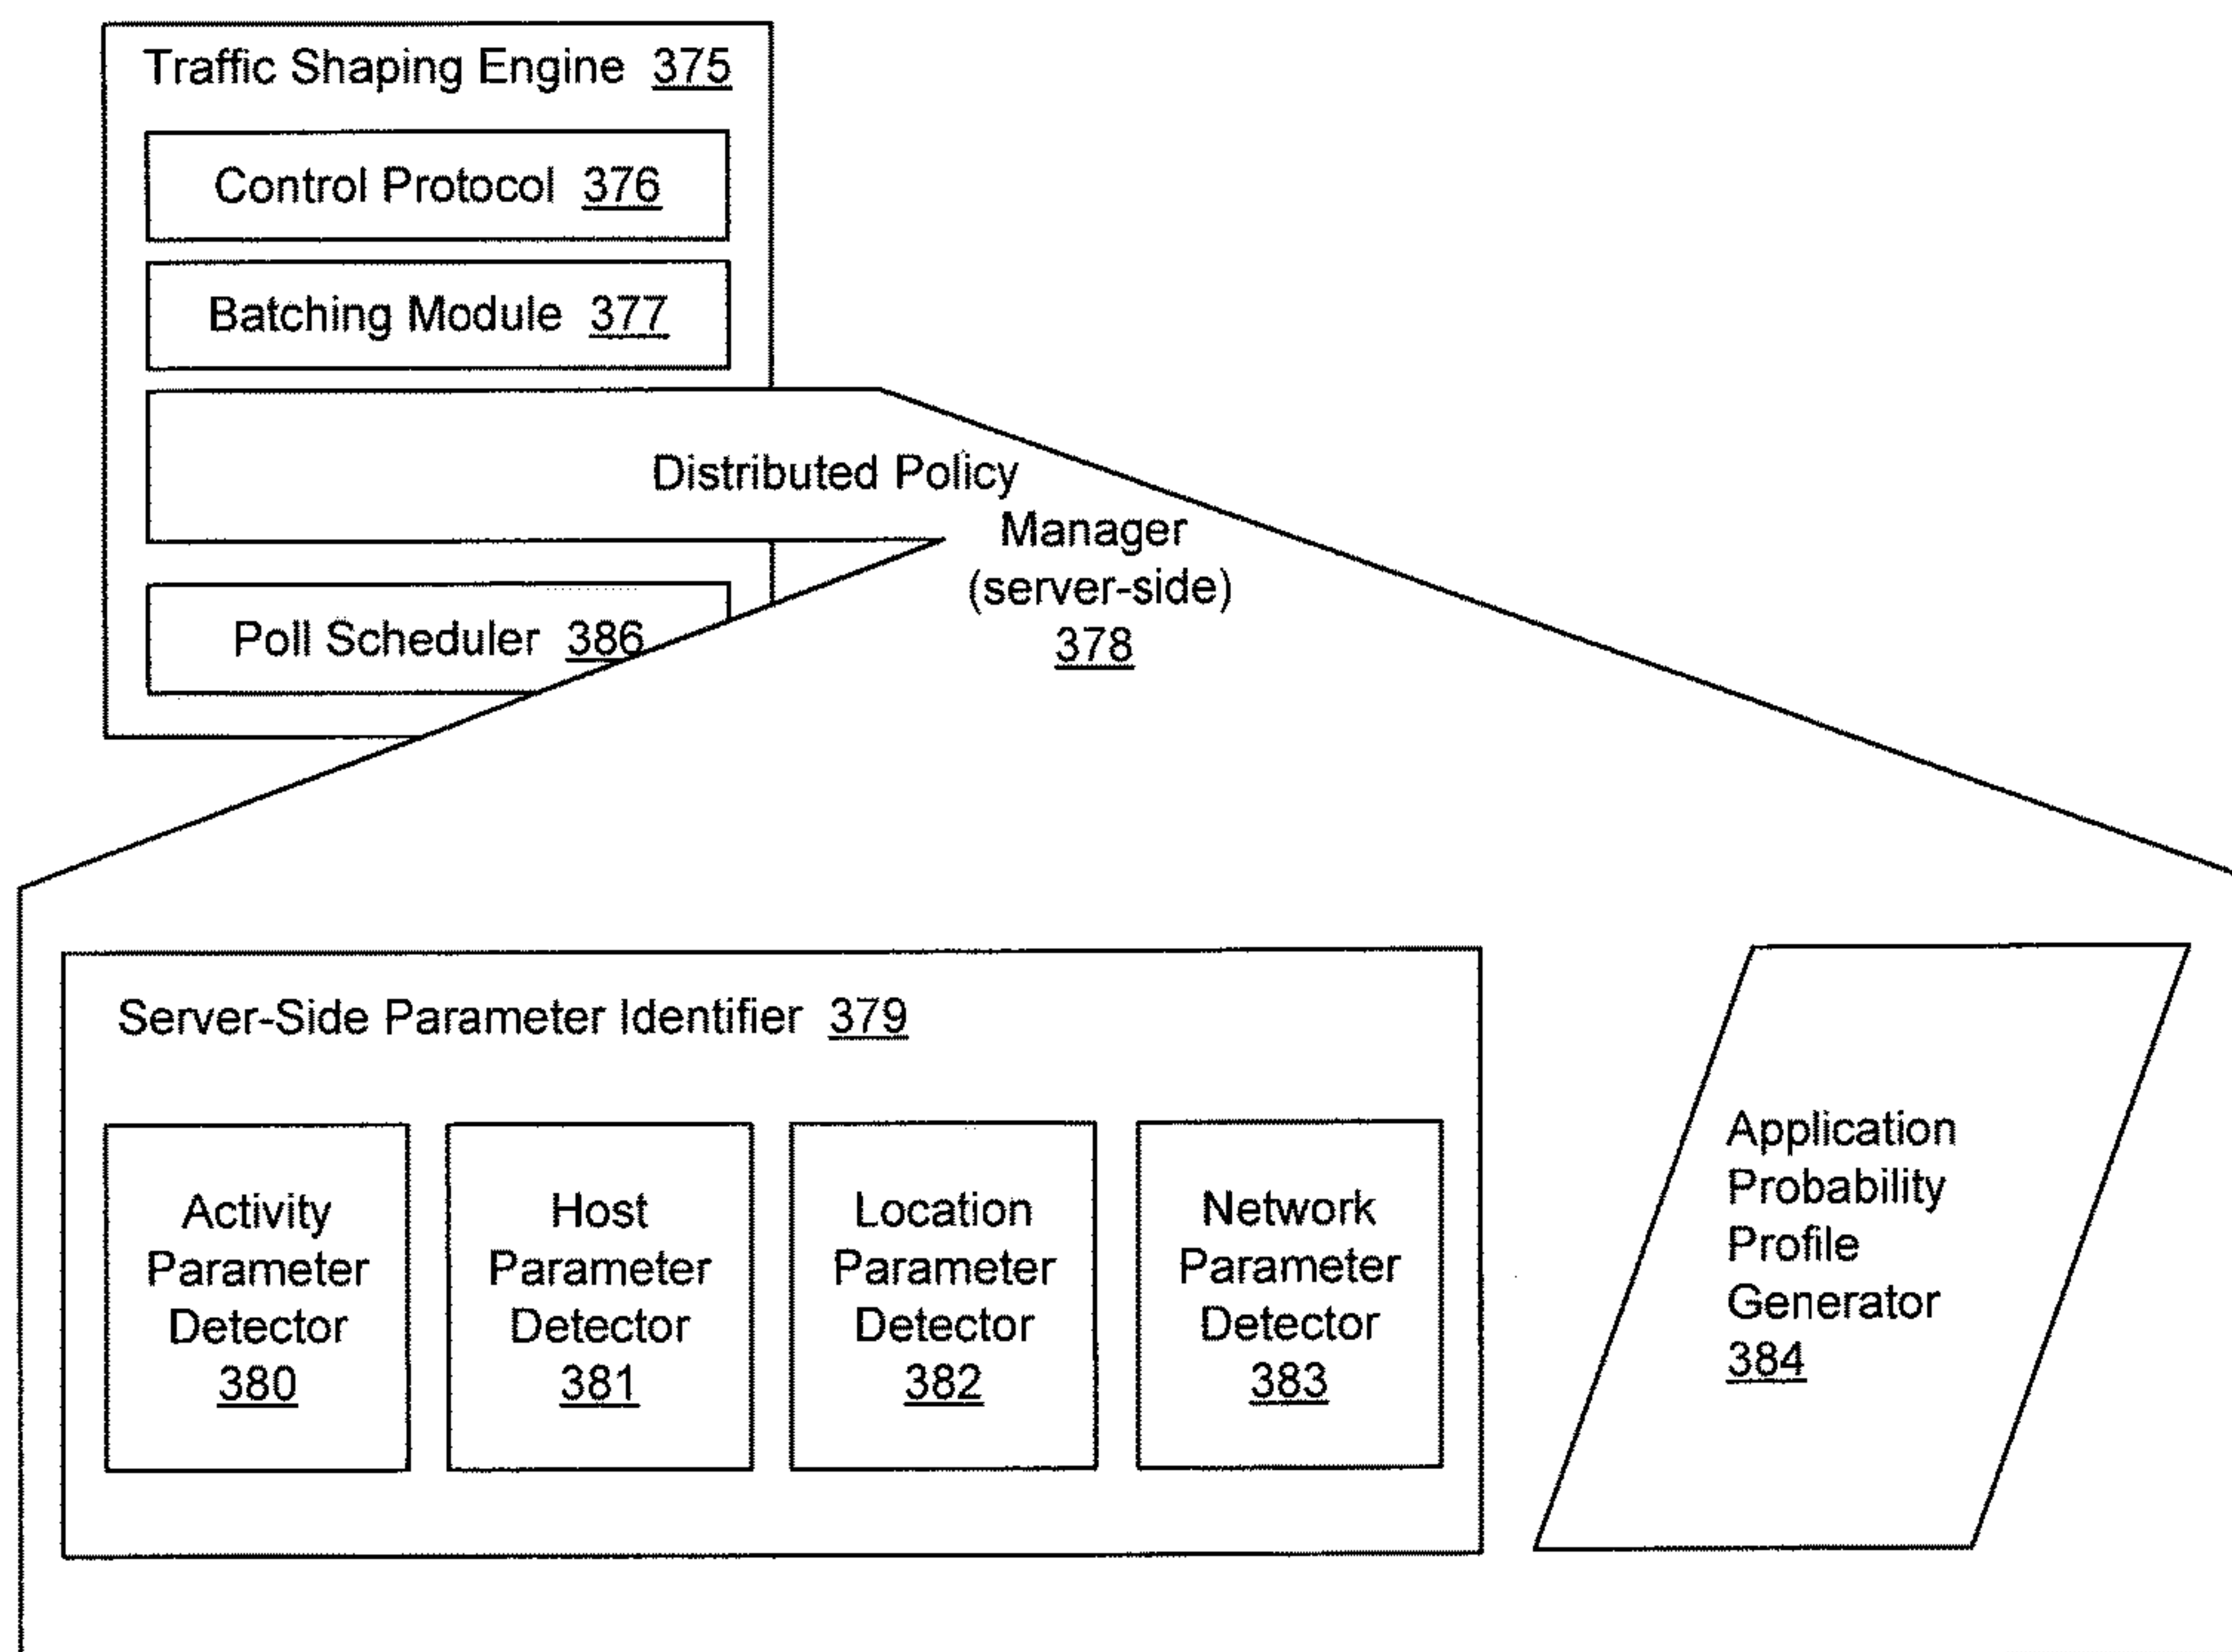 Traffic Shaping Engine 375
Control Protocol 376
Batching Module 377
Distributed Policy
Manager
(server-side)
378
Poll Scheduler 386
Server-Side Parameter Identifier 379
Activity
Parameter
Detector
380
Host
Parameter
Detector
381
Location
Parameter
Detector
382
Network
Parameter
Detector
383
Application
Probability
Profile
Generator
384